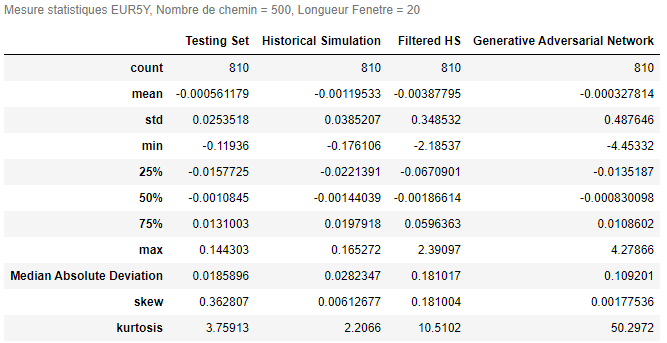 Mesure statistiques EUR5Y, Nombre de chemin = 500, Longueur Fenetre = 20
Testing Set Historical Simulation Filtered HS Generative Adversarial Network
count 810 810 810 810
mean -0.000561179 -0.00119533 -0.00387795 -0.000327814
std 0.0253518 0.0385207 0.348532 0.487646
min -0.11936 -0.176106 -2.18537 -4.45332
25% -0.0157725 -0.0221391 -0.0670901 -0.0135187
50% -0.0010845 -0.00144039 -0.00186614 -0.000830098
75% 0.0131003 0.0197918 0.0596363 0.0108602
max 0.144303 0.165272 2.39097 4.27866
Median Absolute Deviation 0.0185896 0.0282347 0.181017 0.109201
skew 0.362807 0.00612677 0.181004 0.00177536
kurtosis 3.75913 2.2066 10.5102 50.2972